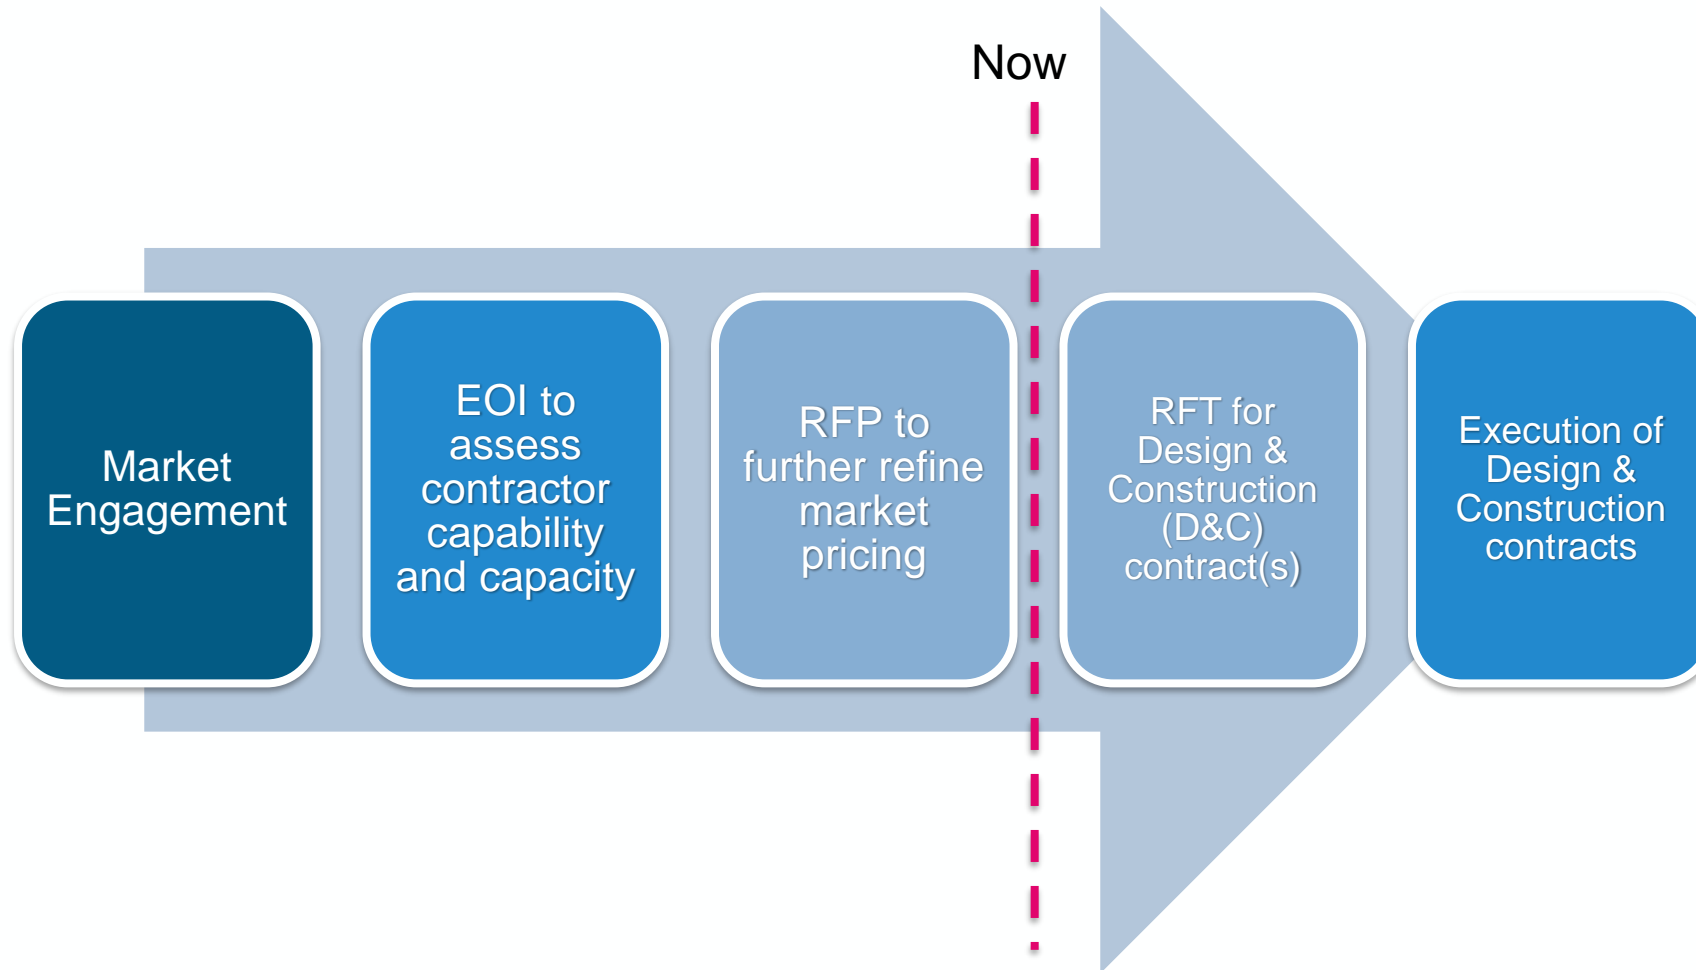 Now
Market
Engagement
EOI to
assess
contractor
capability
and capacity
RFP to
further refine
market
pricing
RFT for
Design &
Construction
(D&C)
contract(s)
Execution of
Design &
Construction
contracts